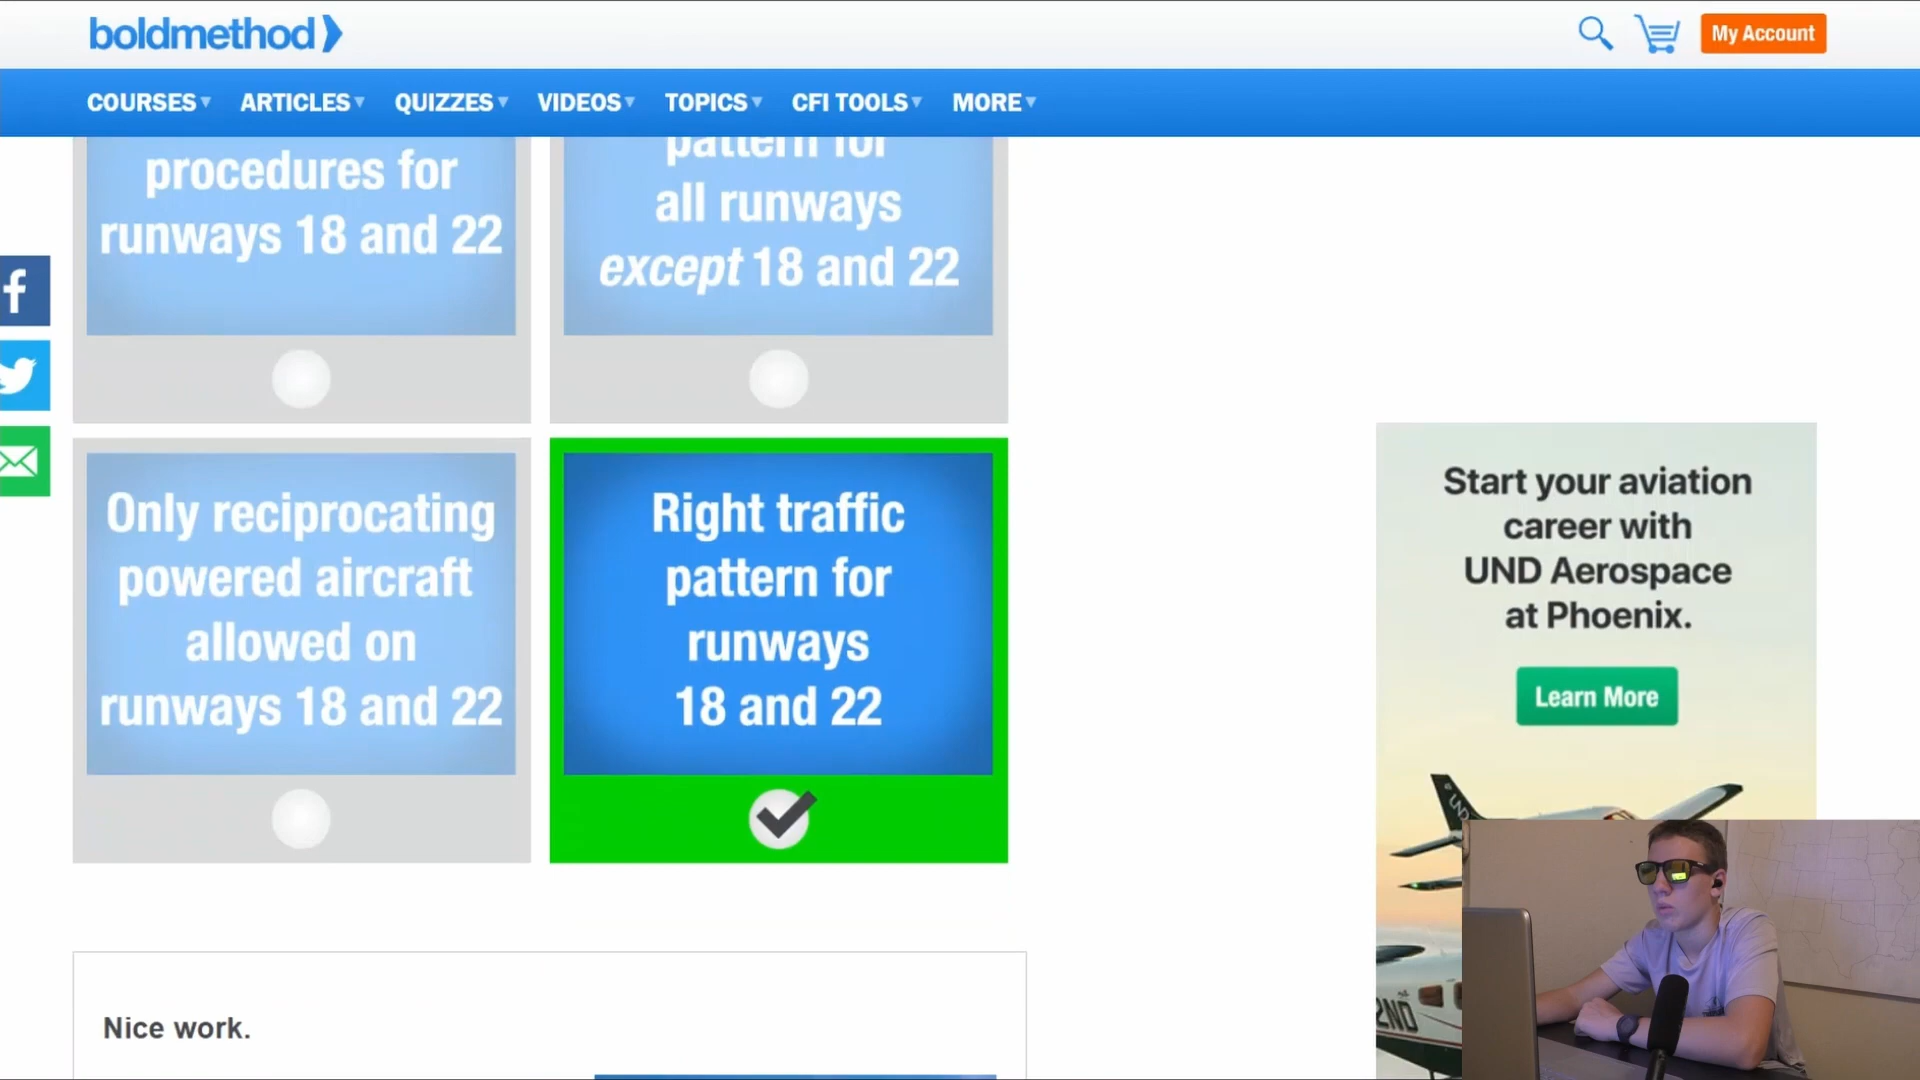 boldmethod
My Account
COURSES
ARTICLES
QUIZZES
VIDEOS
TOPICS
CFI TOOLS
MORE
procedures for
runways 18 and 22
pattern for
all runways
except 18 and 22
Only reciprocating
powered aircraft
allowed on
runways 18 and 22
Right traffic
pattern for
runways
18 and 22
Nice work.
Start your aviation
career with
UND Aerospace
at Phoenix.
Learn More
UND
2ND